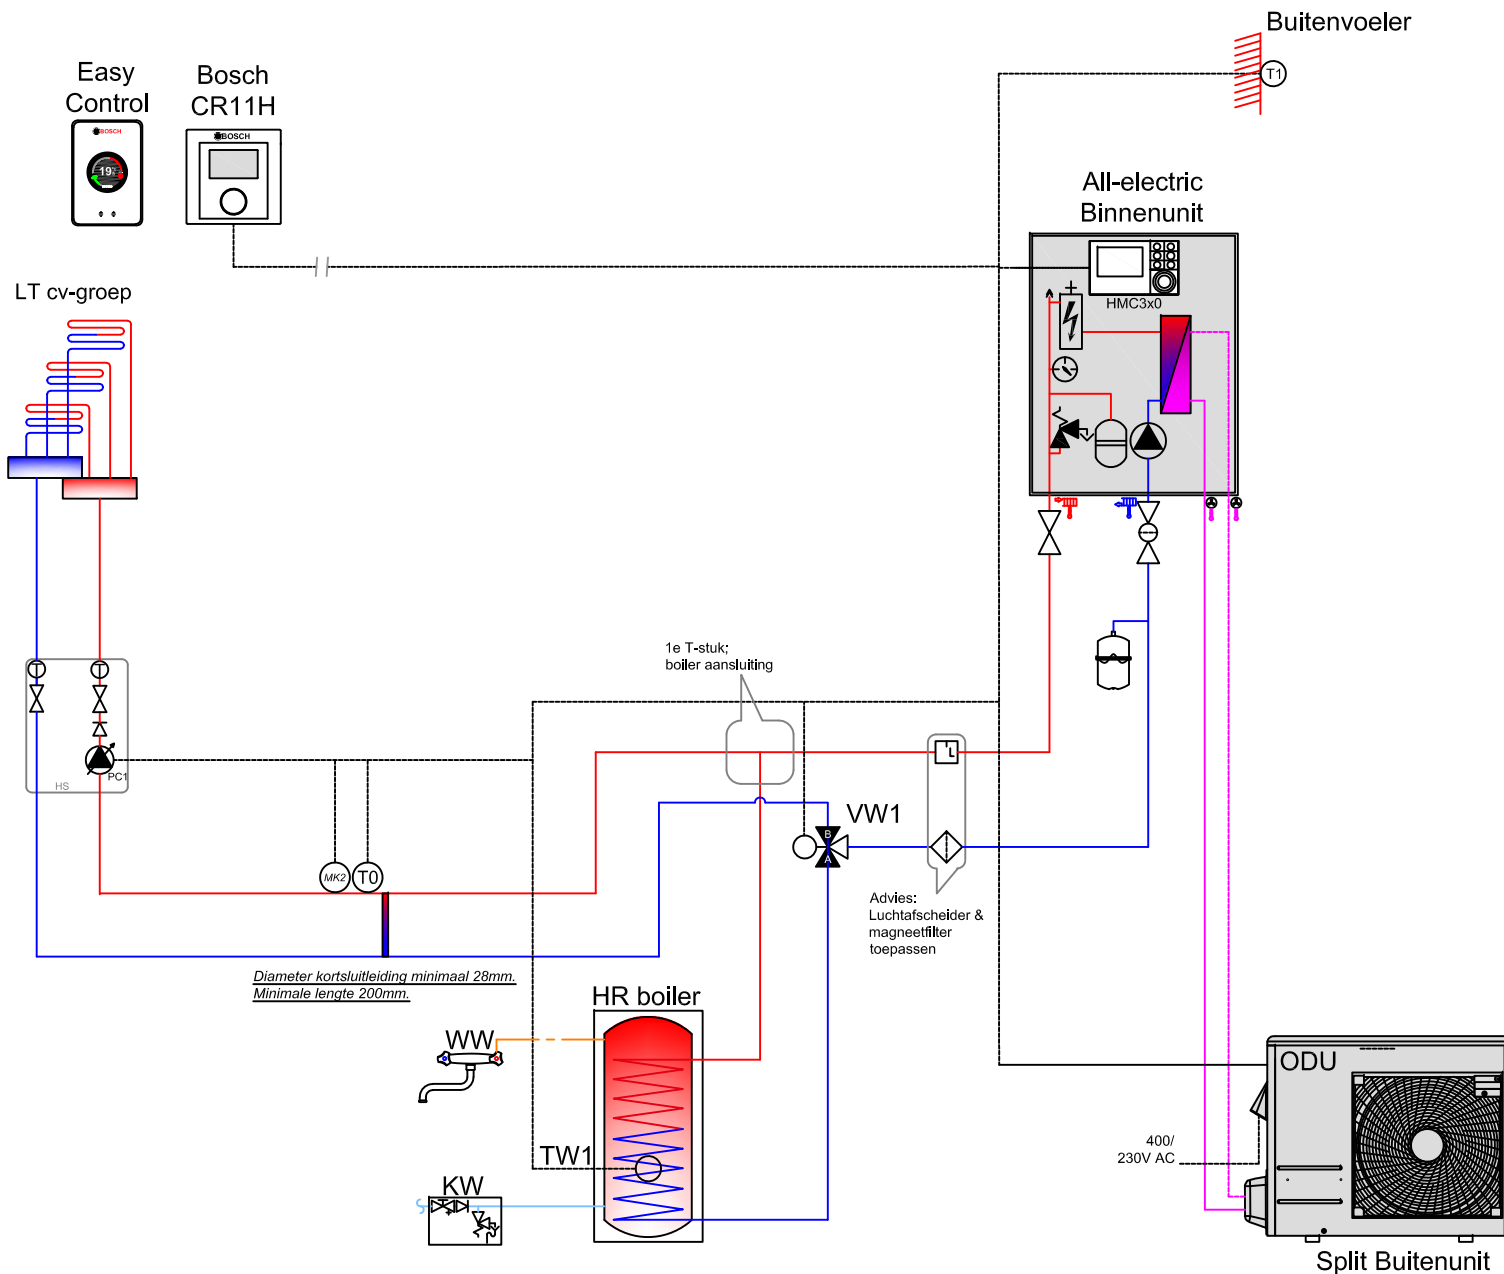 Buitenvoeler
T1
Easy
Control
BOSCH
19
Bosch
CR11H
BOSCH
All-electric
Binnenunit
HMC3x0
LT cv-groep
1e T-stuk;
boiler aansluiting
T
T
PC1
HS
L
VW1
B
A
MK2
T0
Advies:
Luchtafscheider &
magneetfilter
toepassen
Diameter kortsluitleiding minimaal 28mm.
Minimale lengte 200mm.
HR boiler
WW
TW1
KW
ODU
400/
230V AC
Split Buitenunit